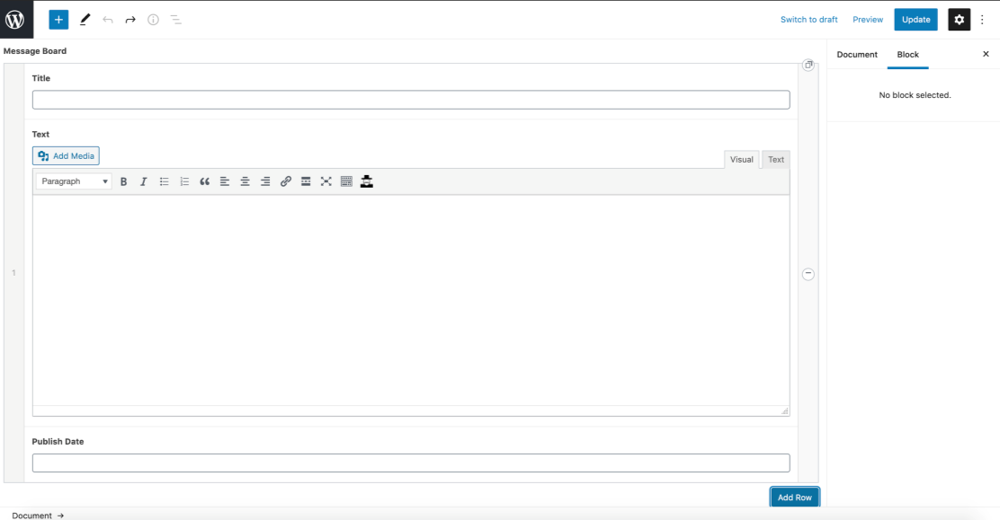 Switch to draft Preview Update
Message Board
Document Block
Title
No block selected.
Text
Add Media
Visual Text
Paragraph B I
1
Publish Date
Add Row
Document →